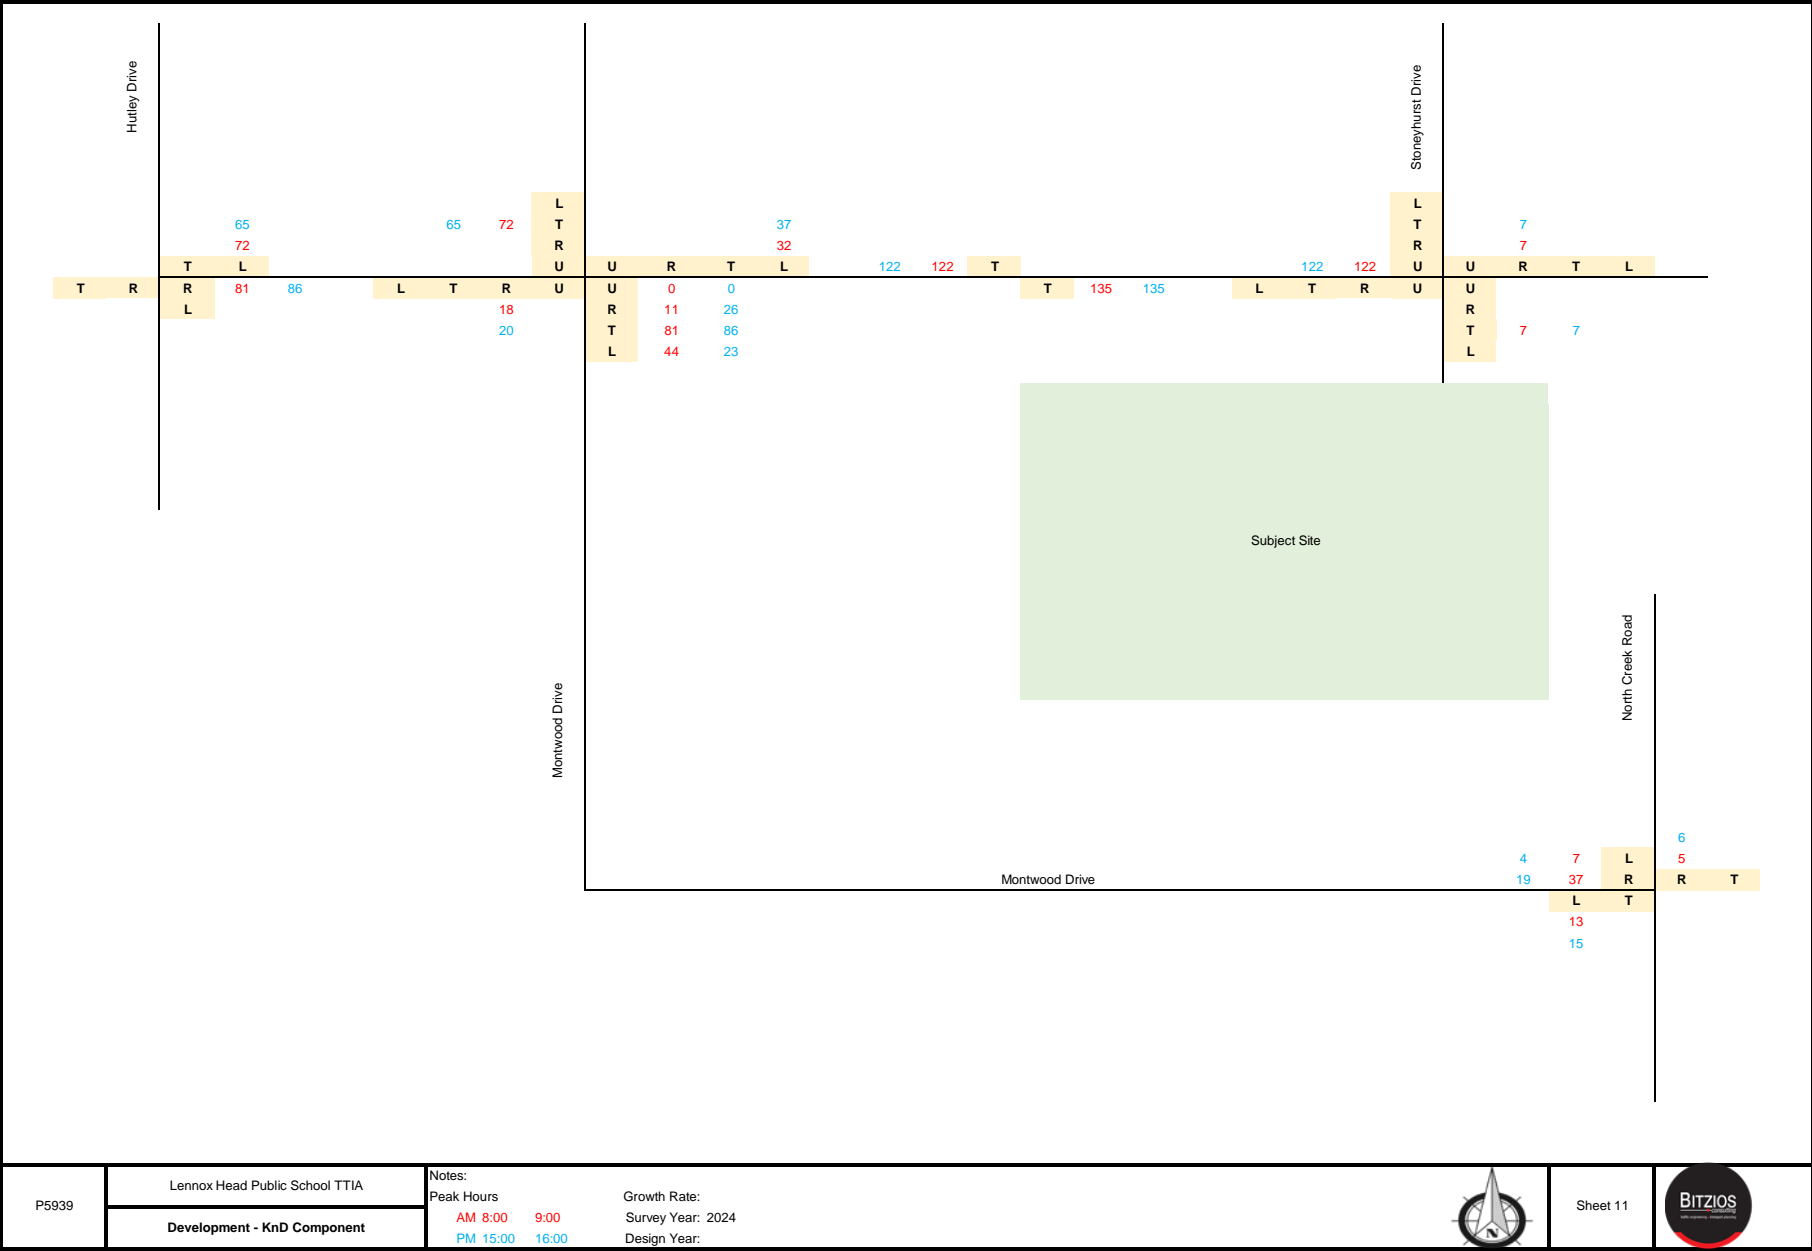 Hutley Drive
Stoneyhurst Drive
L L
65 65 72 T 37 T 7
72 R 32 R 7
T L U U R T L 122 122 T 122 122 U U R T L
T R R 81 86 L T R U U 0 0 T 135 135 L T R U U
L 18 R 11 26 R
20 T 81 86 T 7 7
L 44 23 L
Subject Site
North Creek Road
Montwood Drive
6
4 7 L 5
Montwood Drive 19 37 R R T
L T
13
15
P5939
Lennox Head Public School TTIA
Development - KnD Component
Notes:
Peak Hours Growth Rate:
AM 8:00 9:00 Survey Year: 2024
PM 15:00 16:00 Design Year:
N
Sheet 11
BITZIOS
consulting